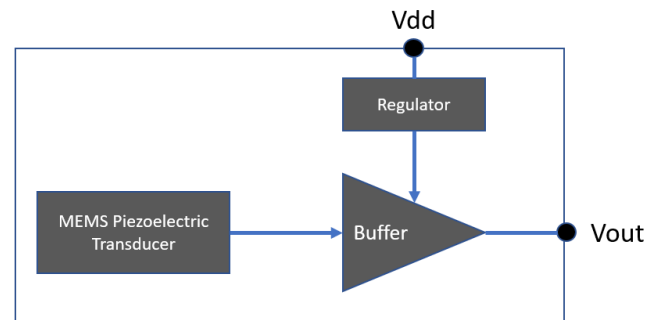 Vdd
Regulator
MEMS Piezoelectric
Transducer
Buffer
Vout